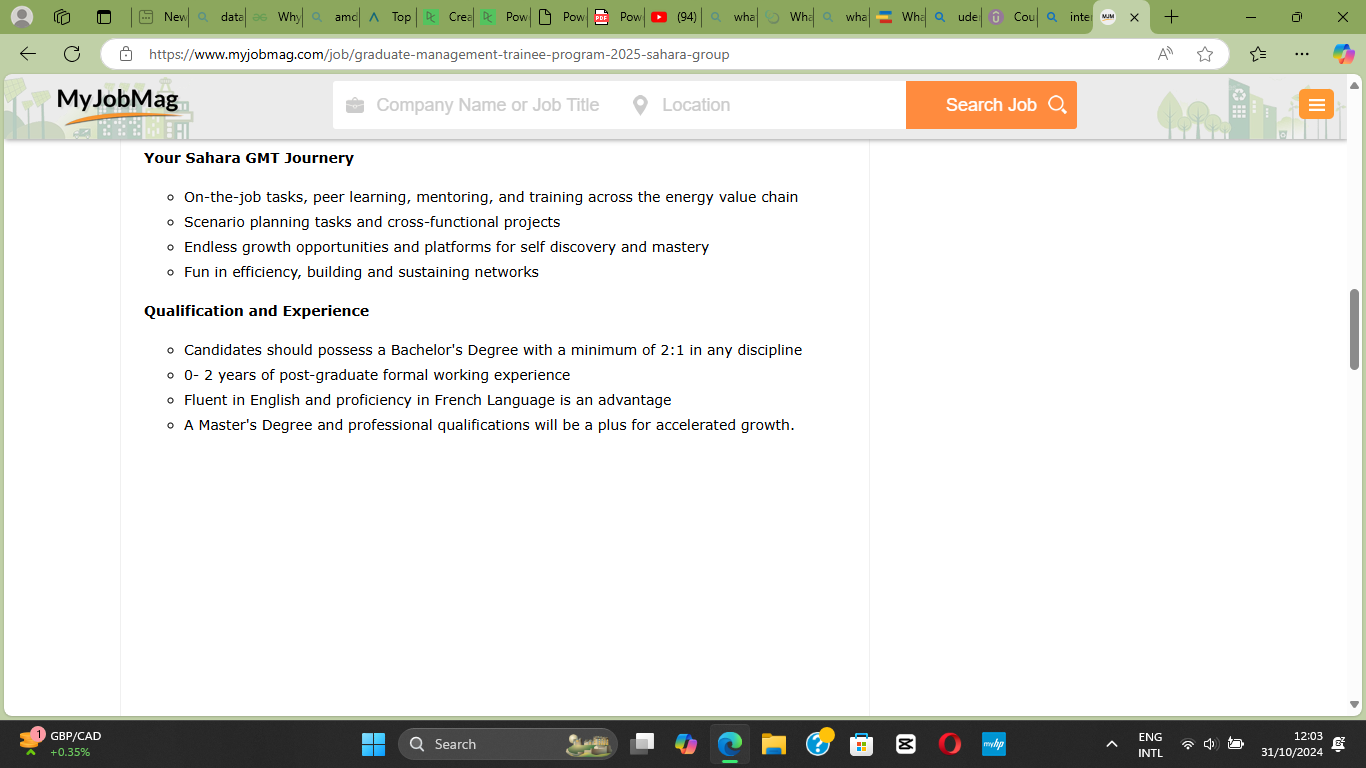 New
data
Why
amo
Top
Crea
Pow
Pow
PDF
Pow
(94)
wha
Wha
wha
Wha
ude
Cou
inte
MJM
https://www.myjobmag.com/job/graduate-management-trainee-program-2025-sahara-group
MyJobMag
Company Name or Job Title
Location
Search Job
Your Sahara GMT Journery
On-the-job tasks, peer learning, mentoring, and training across the energy value chain
Scenario planning tasks and cross-functional projects
Endless growth opportunities and platforms for self discovery and mastery
Fun in efficiency, building and sustaining networks
Qualification and Experience
Candidates should possess a Bachelor's Degree with a minimum of 2:1 in any discipline
0- 2 years of post-graduate formal working experience
Fluent in English and proficiency in French Language is an advantage
A Master's Degree and professional qualifications will be a plus for accelerated growth.
1
GBP/CAD
+0.35%
Search
myhp
ENG
INTL
12:03
31/10/2024